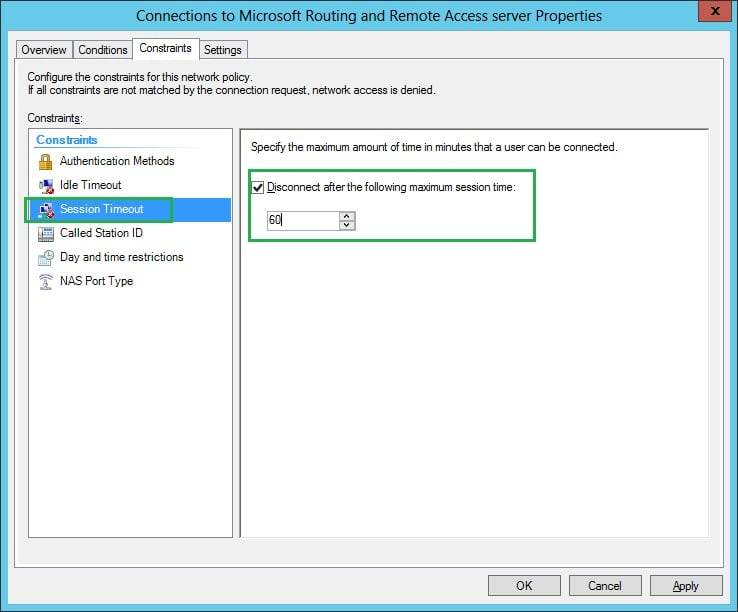 Connections to Microsoft Routing and Remote Access server Properties
x
Overview Conditions Constraints Settings
Configure the constraints for this network policy.
If all constraints are not matched by the connection request, network access is denied.
Constraints:
Constraints
Authentication Methods
Idle Timeout
Session Timeout
Called Station ID
Day and time restrictions
NAS Port Type
Specify the maximum amount of time in minutes that a user can be connected.
Disconnect after the following maximum session time:
60
OK Cancel Apply